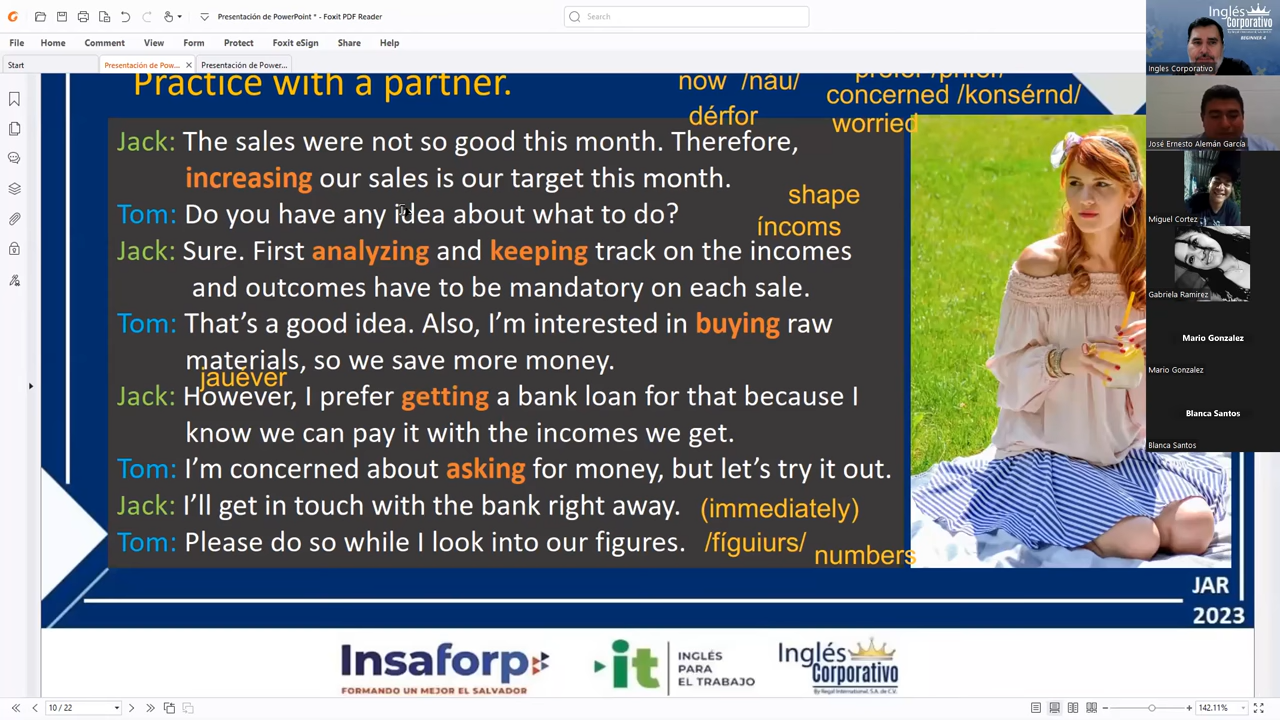 Presentación de PowerPoint * - Foxit PDF Reader
Search
File Home Comment View Form Protect Foxit eSign Share Help
Start
Presentación de PowerPo...
Presentación de Power...
Practice with a partner.
now /nau/
concerned /konsérnd/
dérfor
worried
Jack: The sales were not so good this month. Therefore,
increasing our sales is our target this month.
shape
Tom: Do you have any idea about what to do?
íncoms
Jack: Sure. First analyzing and keeping track on the incomes
and outcomes have to be mandatory on each sale.
Tom: That's a good idea. Also, I'm interested in buying raw
materials, so we save more money.
jauéver
Jack: However, I prefer getting a bank loan for that because I
know we can pay it with the incomes we get.
Tom: I'm concerned about asking for money, but let's try it out.
Jack: I'll get in touch with the bank right away. (immediately)
Tom: Please do so while I look into our figures. /fíguiurs/
numbers
JAR
2023
Insaforp
FORMANDO UN MEJOR EL SALVADOR
it
INGLÉS
PARA
EL TRABAJO
Inglés
Corporativo
By Regal International, S.A. de C.V.
10 / 22
142.11%
Inglés
Corporativo
BEGINNER 4
Ingles Corporativo
José Ernesto Alemán García
Miguel Cortez
Gabriela Ramirez
Mario Gonzalez
Mario Gonzalez
Blanca Santos
Blanca Santos